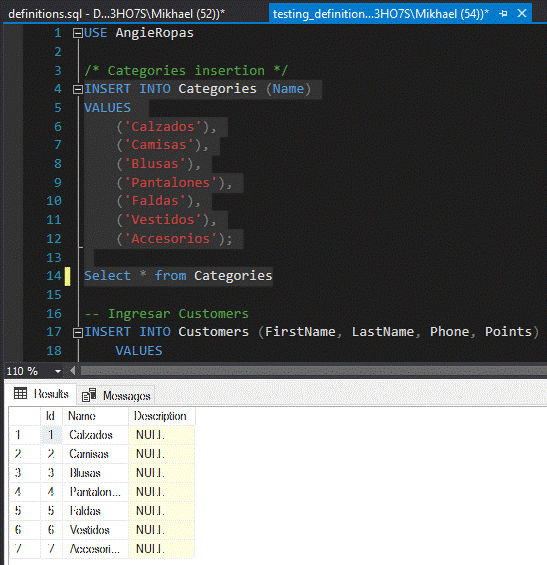 definitions.sql - D...3HO7S\Mikhael (52))* testing_definition...3HO7S\Mikhael (54))*
1 USE AngieRopas
2
3 /* Categories insertion */
4 INSERT INTO Categories (Name)
5 VALUES
6 ('Calzados'),
7 ('Camisas'),
8 ('Blusas'),
9 ('Pantalones'),
10 ('Faldas'),
11 ('Vestidos'),
12 ('Accesorios');
13
14 Select * from Categories
15
16 -- Ingresar Customers
17 INSERT INTO Customers (FirstName, LastName, Phone, Points)
18 VALUES
110 %
Results Messages
Id Name Description
1 1 Calzados NULL
2 2 Camisas NULL
3 3 Blusas NULL
4 4 Pantalon... NULL
5 5 Faldas NULL
6 6 Vestidos NULL
7 7 Accesori... NULL